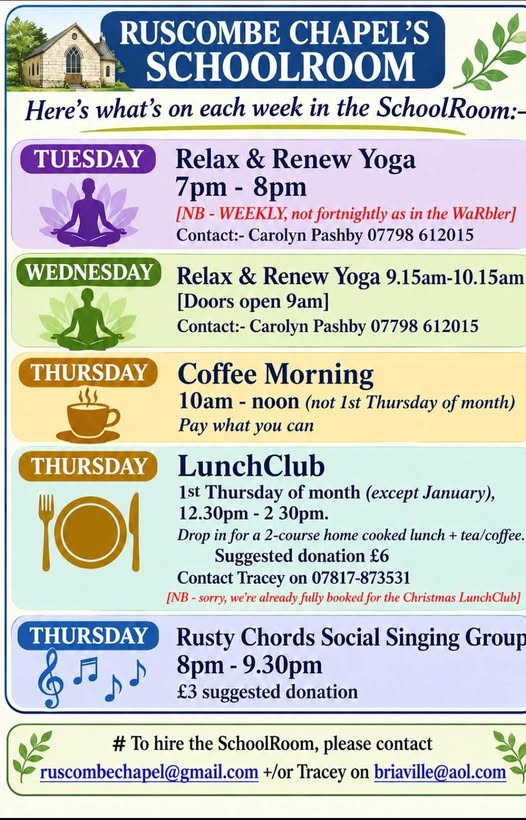 RUSCOMBE CHAPEL'S
SCHOOLROOM
Here's what's on each week in the SchoolRoom:-
TUESDAY
Relax & Renew Yoga
7pm - 8pm
[NB - WEEKLY, not fortnightly as in the WaRbler]
Contact:- Carolyn Pashby 07798 612015
WEDNESDAY
Relax & Renew Yoga 9.15am-10.15am
[Doors open 9am]
Contact:- Carolyn Pashby 07798 612015
THURSDAY
Coffee Morning
10am - noon (not 1st Thursday of month)
Pay what you can
THURSDAY
LunchClub
1st Thursday of month (except January),
12.30pm - 2 30pm.
Drop in for a 2-course home cooked lunch + tea/coffee.
Suggested donation £6
Contact Tracey on 07817-873531
[NB - sorry, we're already fully booked for the Christmas LunchClub]
THURSDAY
Rusty Chords Social Singing Group
8pm - 9.30pm
£3 suggested donation
# To hire the SchoolRoom, please contact
ruscombechapel@gmail.com +/or Tracey on briaville@aol.com